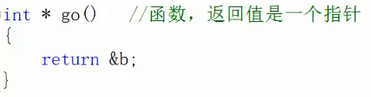 int * go()   //函数，返回值是一个指针
{
    return &b;
}